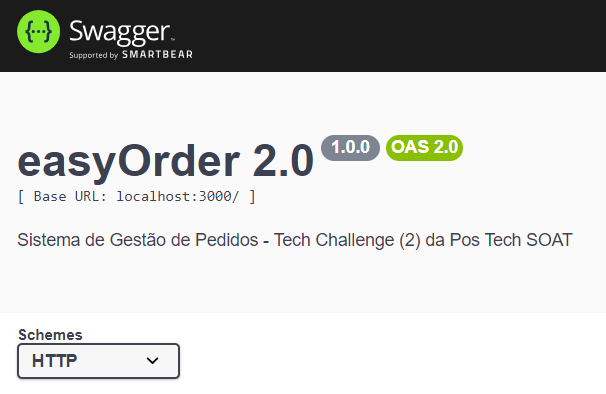 {···} Swagger™
Supported by SMARTBEAR
easyOrder 2.0 1.0.0 OAS 2.0
[ Base URL: localhost:3000/ ]
Sistema de Gestão de Pedidos - Tech Challenge (2) da Pos Tech SOAT
Schemes
HTTP